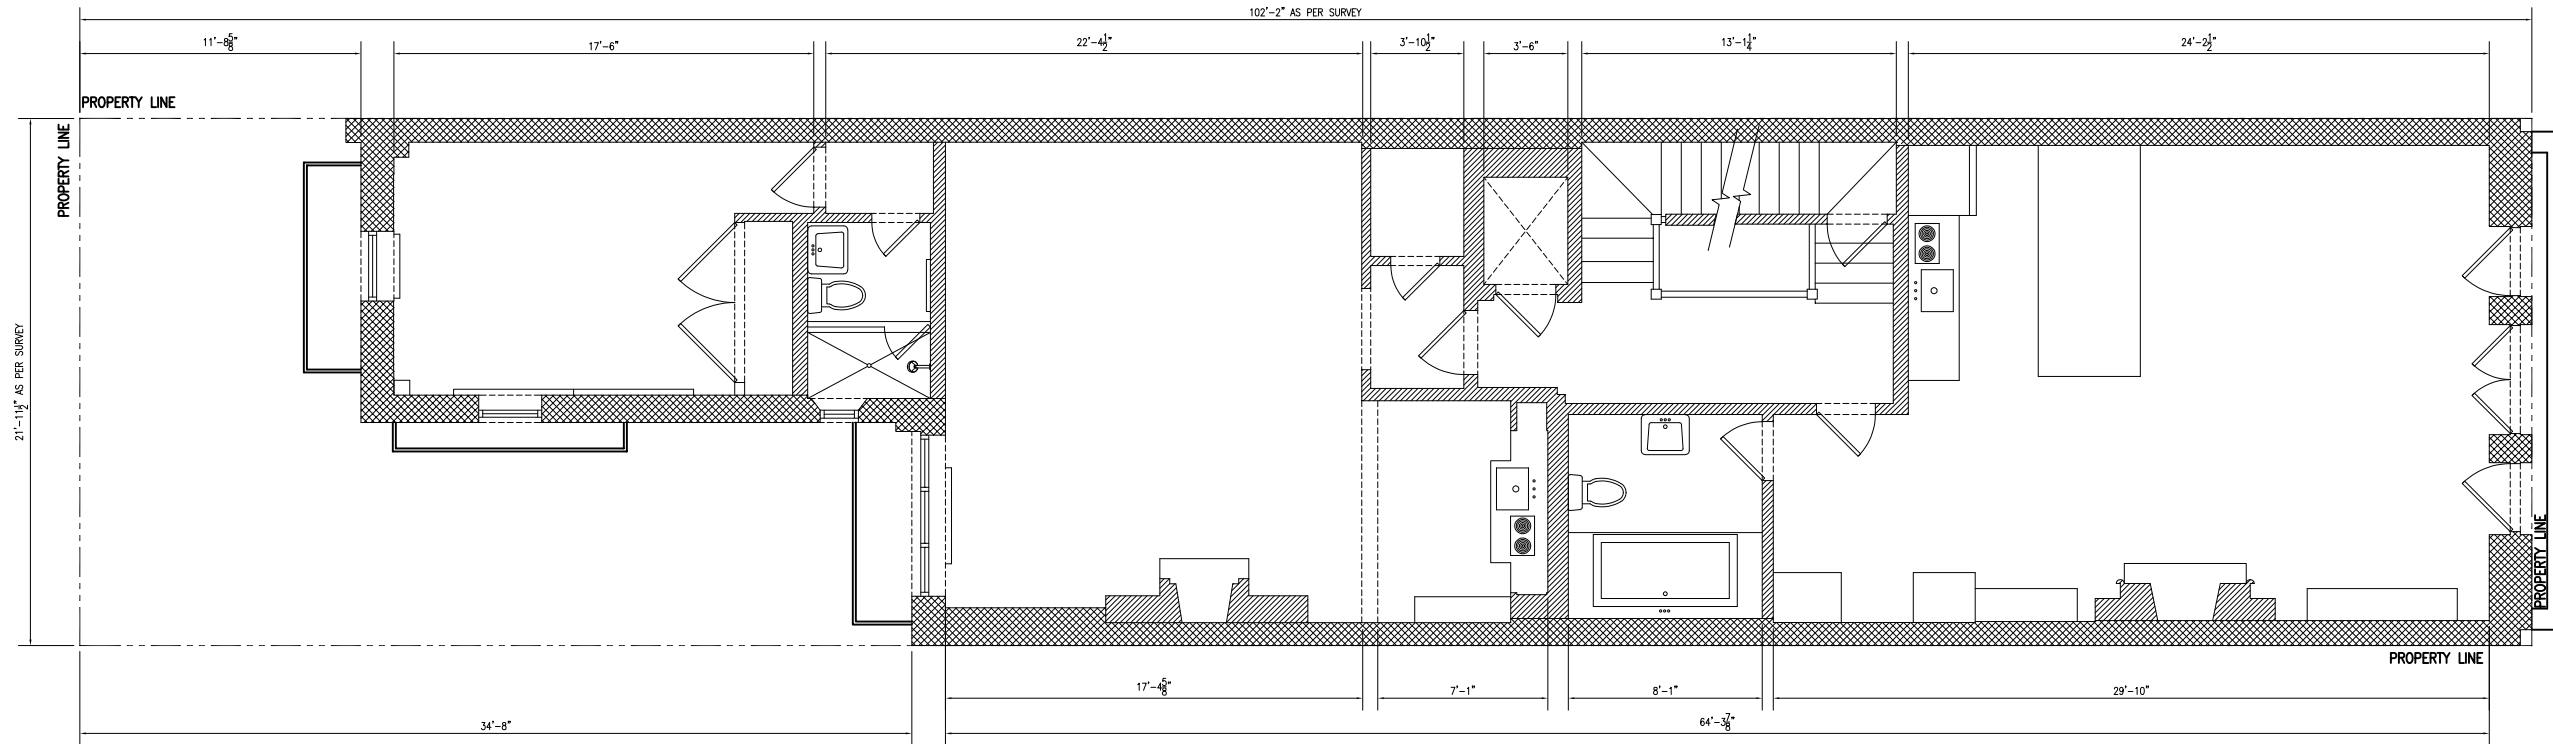 102'-2" AS PER SURVEY
11'-8 5/8"
17'-6"
22'-4 1/2"
3'-10 1/2"
3'-6"
13'-1 1/4"
24'-2 1/2"
PROPERTY LINE
PROPERTY LINE
21'-11 1/2" AS PER SURVEY
PROPERTY LINE
PROPERTY LINE
17'-4 5/8"
7'-1"
8'-1"
29'-10"
34'-8"
64'-3 7/8"